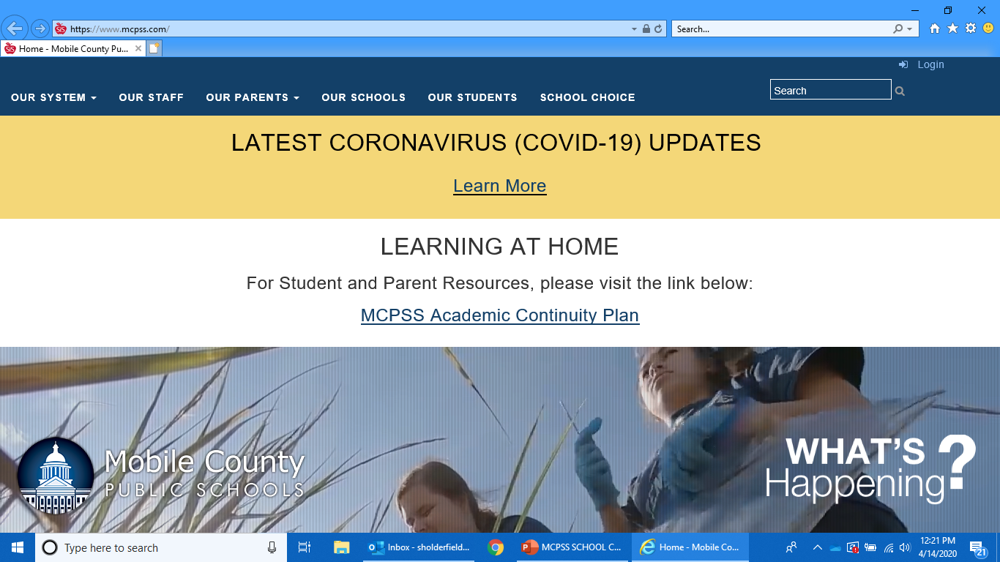 https://www.mcpss.com/
Search...
SIS
Home - Mobile County Pu...
Login
OUR SYSTEM
OUR STAFF
OUR PARENTS
OUR SCHOOLS
OUR STUDENTS
SCHOOL CHOICE
Search
LATEST CORONAVIRUS (COVID-19) UPDATES
Learn More
LEARNING AT HOME
For Student and Parent Resources, please visit the link below:
MCPSS Academic Continuity Plan
Mobile County
PUBLIC SCHOOLS
WHAT'S
Happening?
Type here to search
Inbox - sholderfield...
MCPSS SCHOOL C...
Home - Mobile Co...
12:21 PM
4/14/2020
21